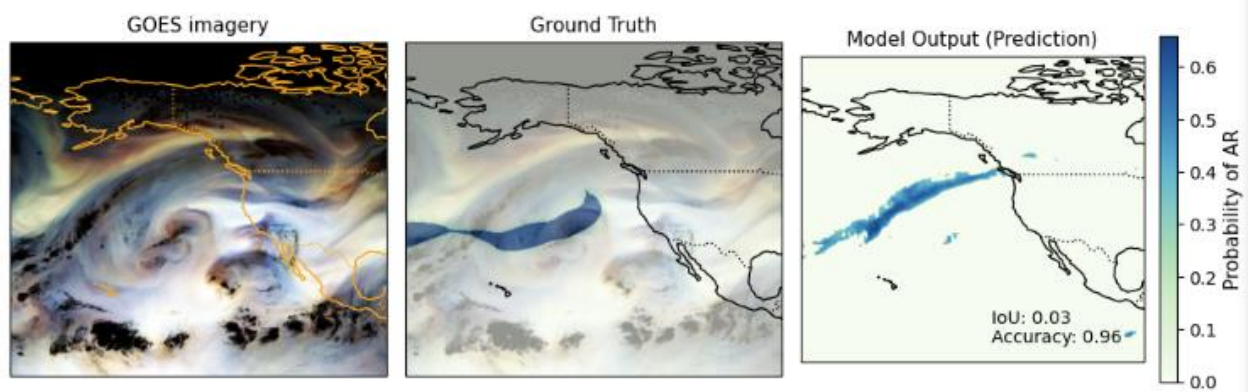 GOES imagery
Ground Truth
Model Output (Prediction)
IoU: 0.03
Accuracy: 0.96
0.6
0.5
0.4
0.3
0.2
0.1
0.0
Probability of AR